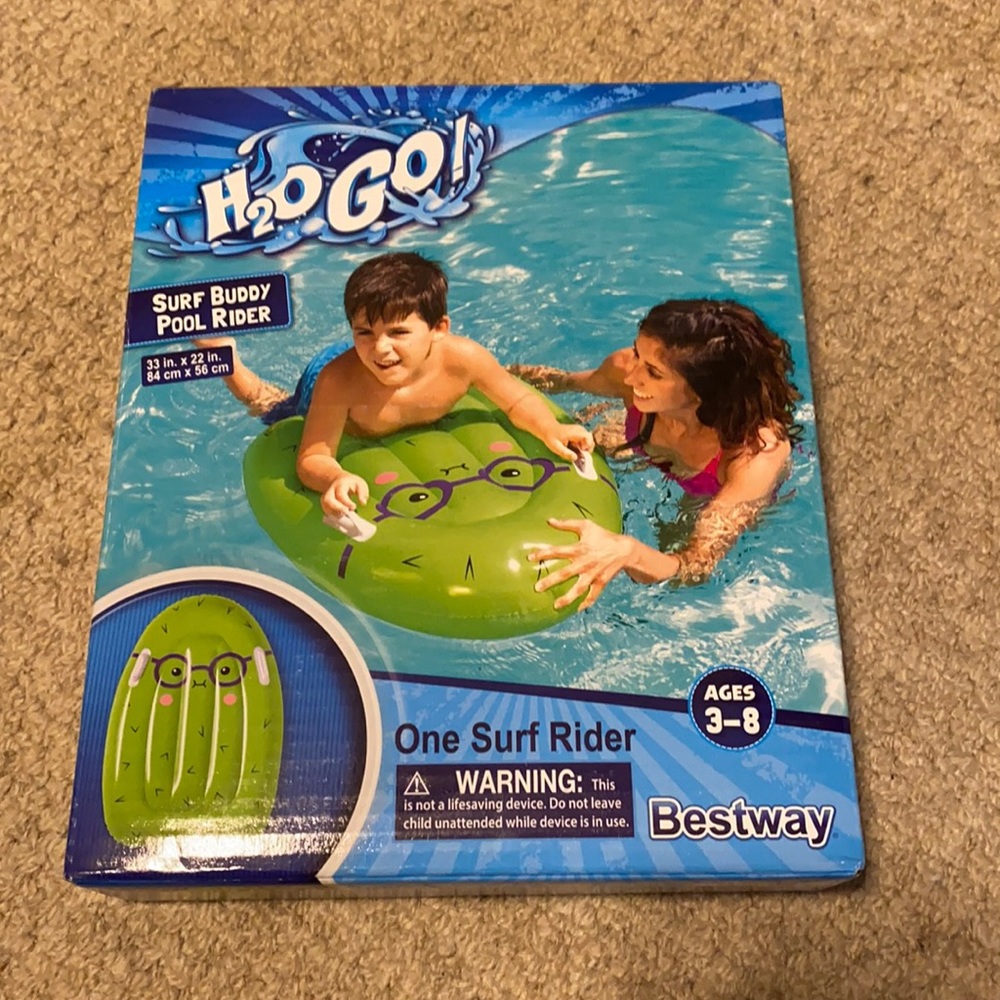 H2O GO!
SURF BUDDY
POOL RIDER
33 in. x 22 in.
84 cm x 56 cm
AGES
3–8
One Surf Rider
WARNING: This
is not a lifesaving device. Do not leave
child unattended while device is in use.
Bestway